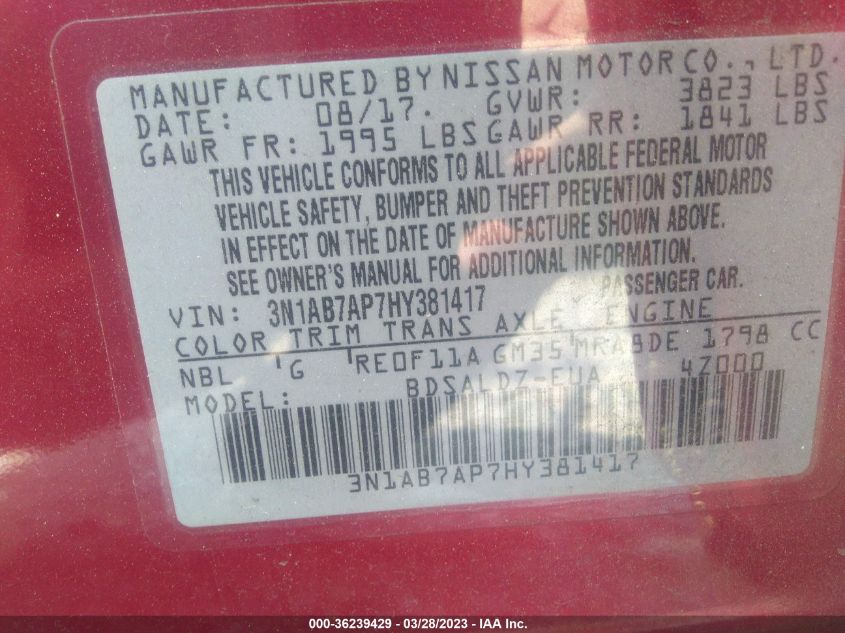 MANUFACTURED BY NISSAN MOTOR CO., LTD.
DATE: 08/17. GVWR: 3823 LBS
GAWR FR: 1995 LBS GAWR RR: 1841 LBS
THIS VEHICLE CONFORMS TO ALL APPLICABLE FEDERAL MOTOR
VEHICLE SAFETY, BUMPER AND THEFT PREVENTION STANDARDS
IN EFFECT ON THE DATE OF MANUFACTURE SHOWN ABOVE.
SEE OWNER'S MANUAL FOR ADDITIONAL INFORMATION.
VIN: 3N1AB7AP7HY381417 PASSENGER CAR.
COLOR TRIM TRANS AXLE ENGINE
NBL G RE0F11A GM35 MRA8DE 1798 CC
MODEL: BDSALDZ-EUA 4Z000
3N1AB7AP7HY381417
000-36239429 - 03/28/2023 - IAA Inc.